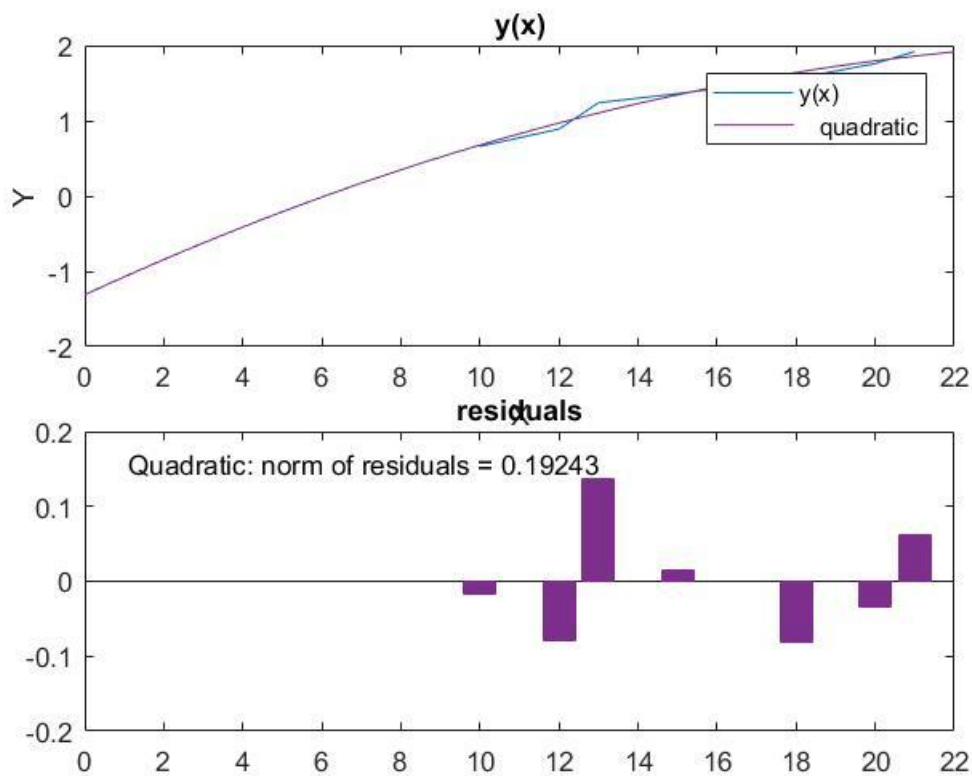 y(x)
2
1
0
-1
-2
Y
y(x)
quadratic
0 2 4 6 8 10 12 14 16 18 20 22
X
residuals
0.2
0.1
0
-0.1
-0.2
Quadratic: norm of residuals = 0.19243
0 2 4 6 8 10 12 14 16 18 20 22